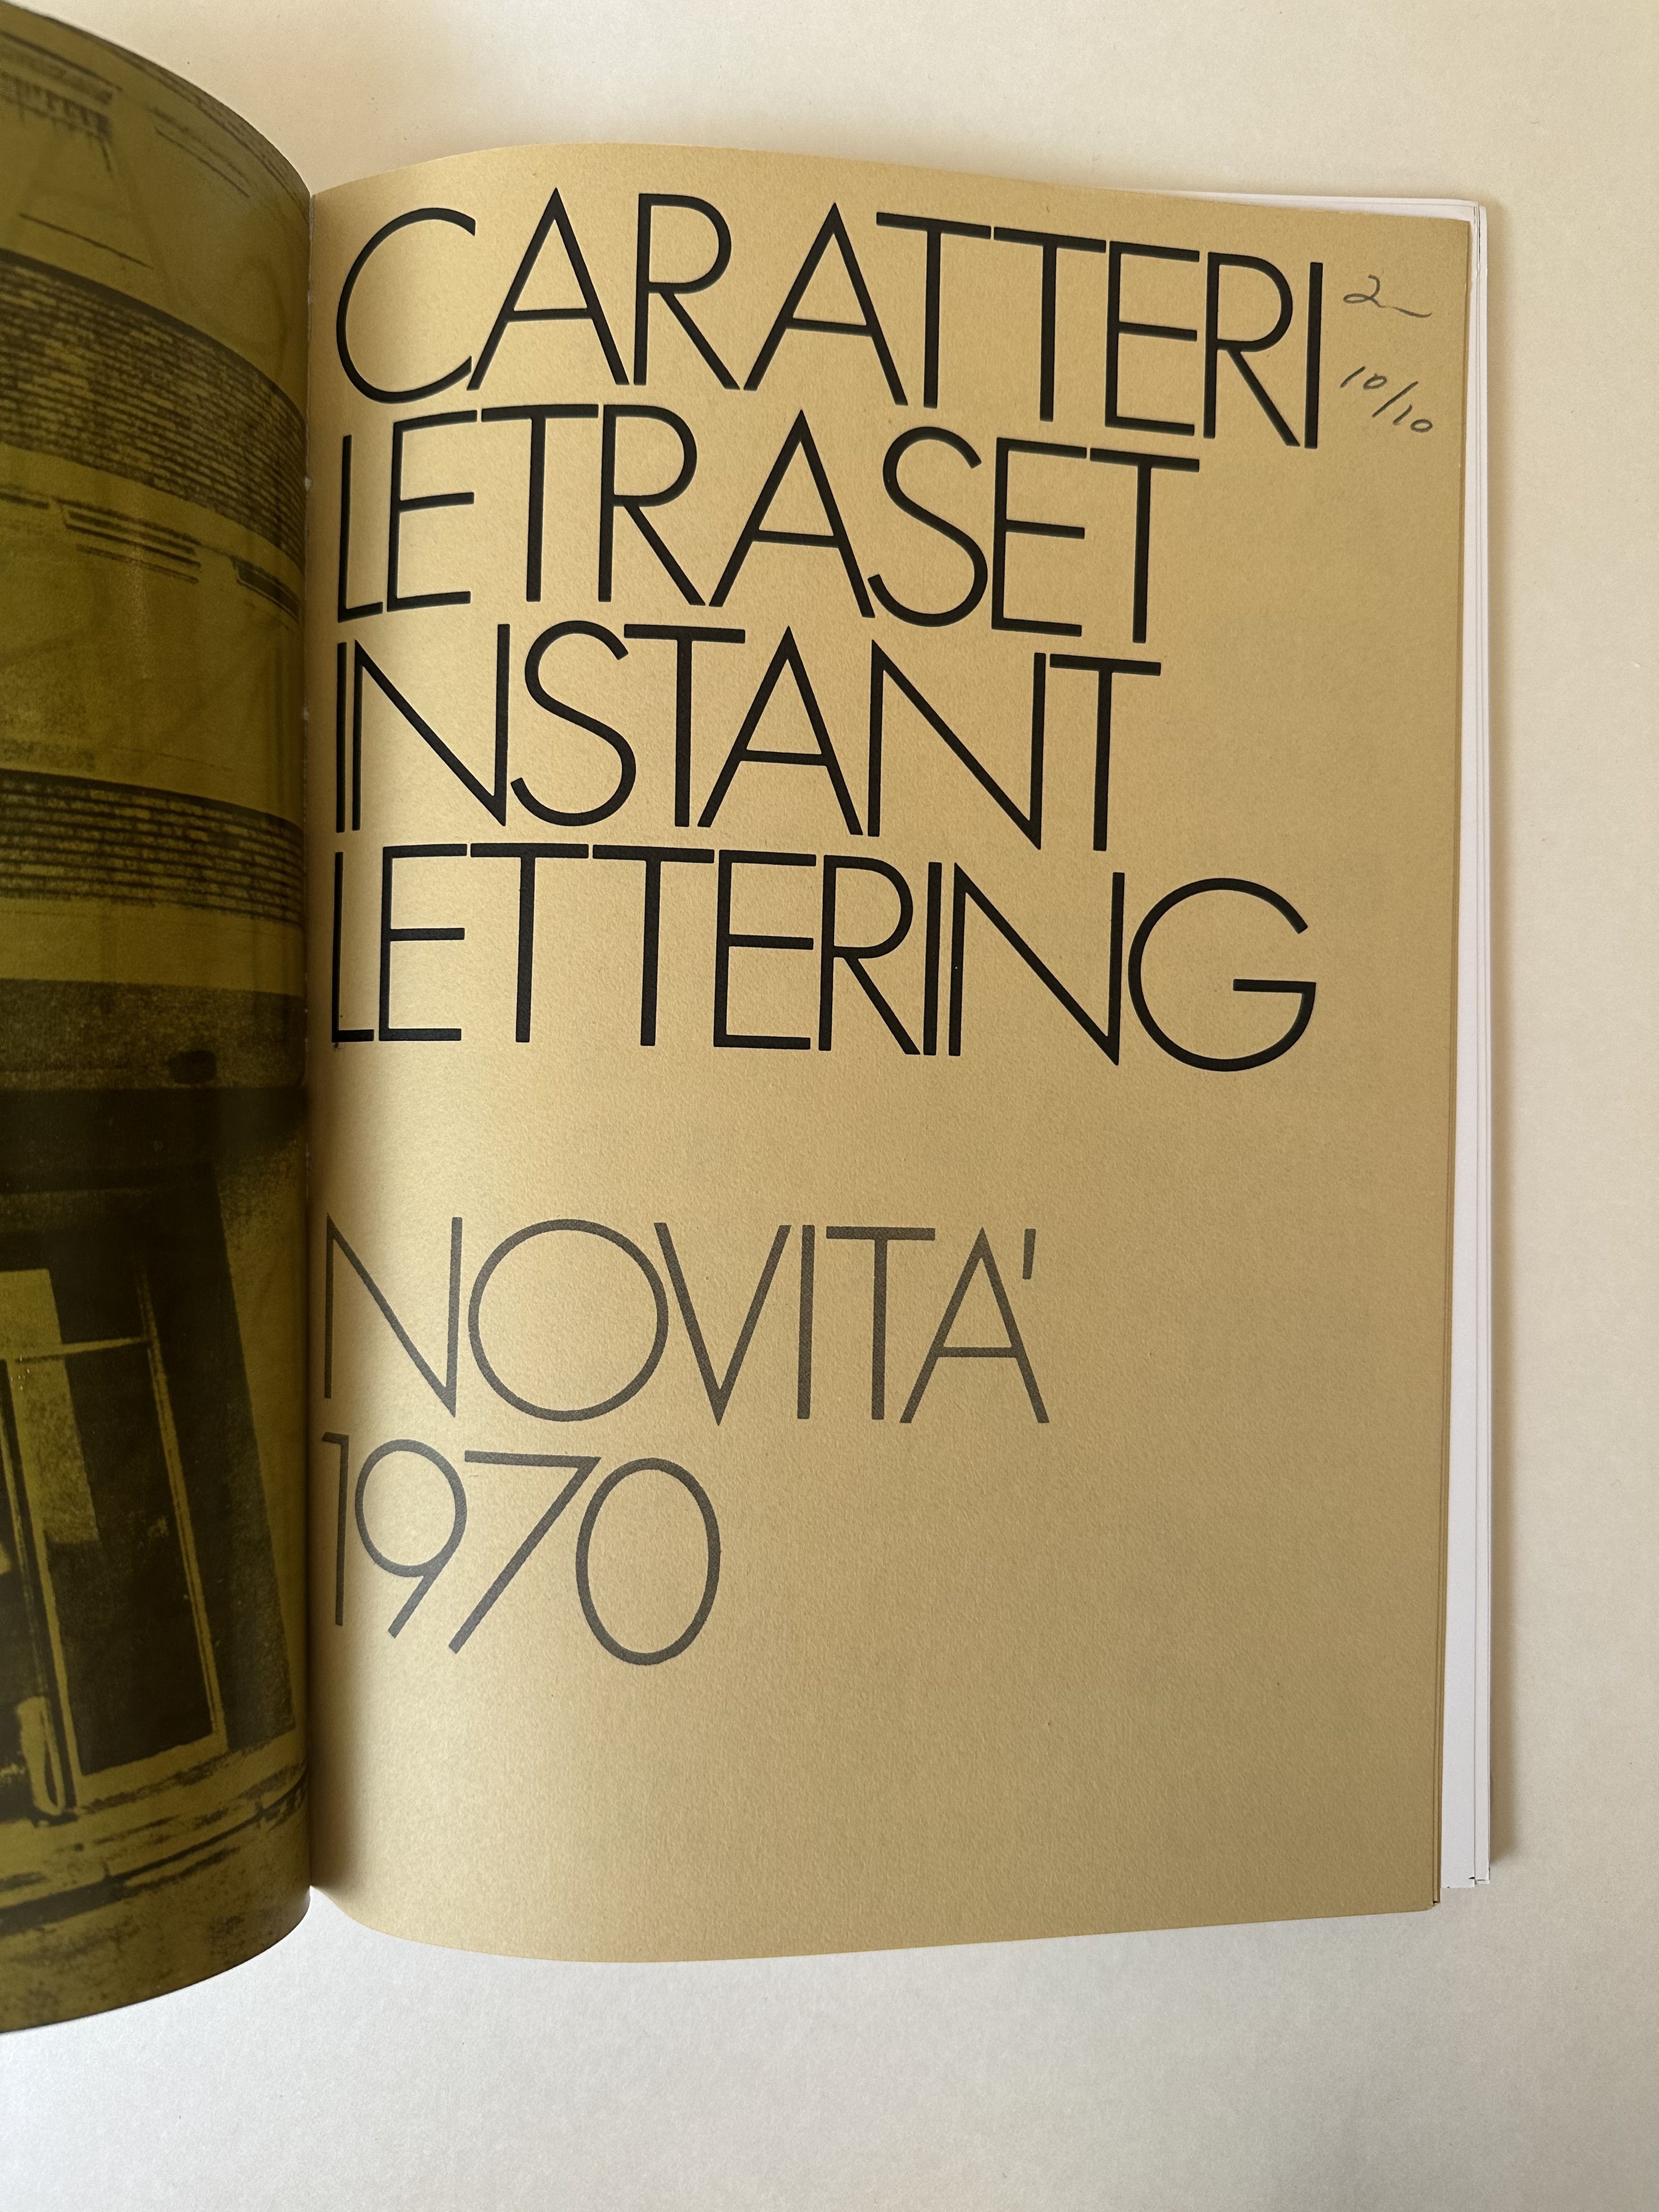 CARATTERI
2
10/10
LETRASET
INSTANT
LETTERING
NOVITA'
1970